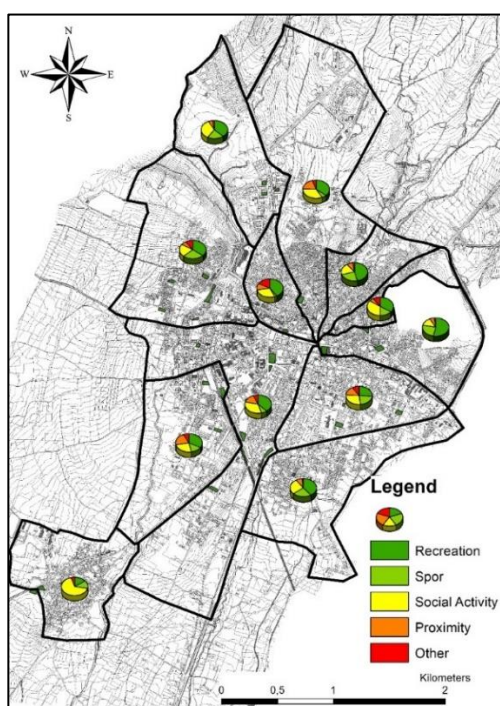 N
W E
S
Legend
Recreation
Spor
Social Activity
Proximity
Other
Kilometers
0 0,5 1 2